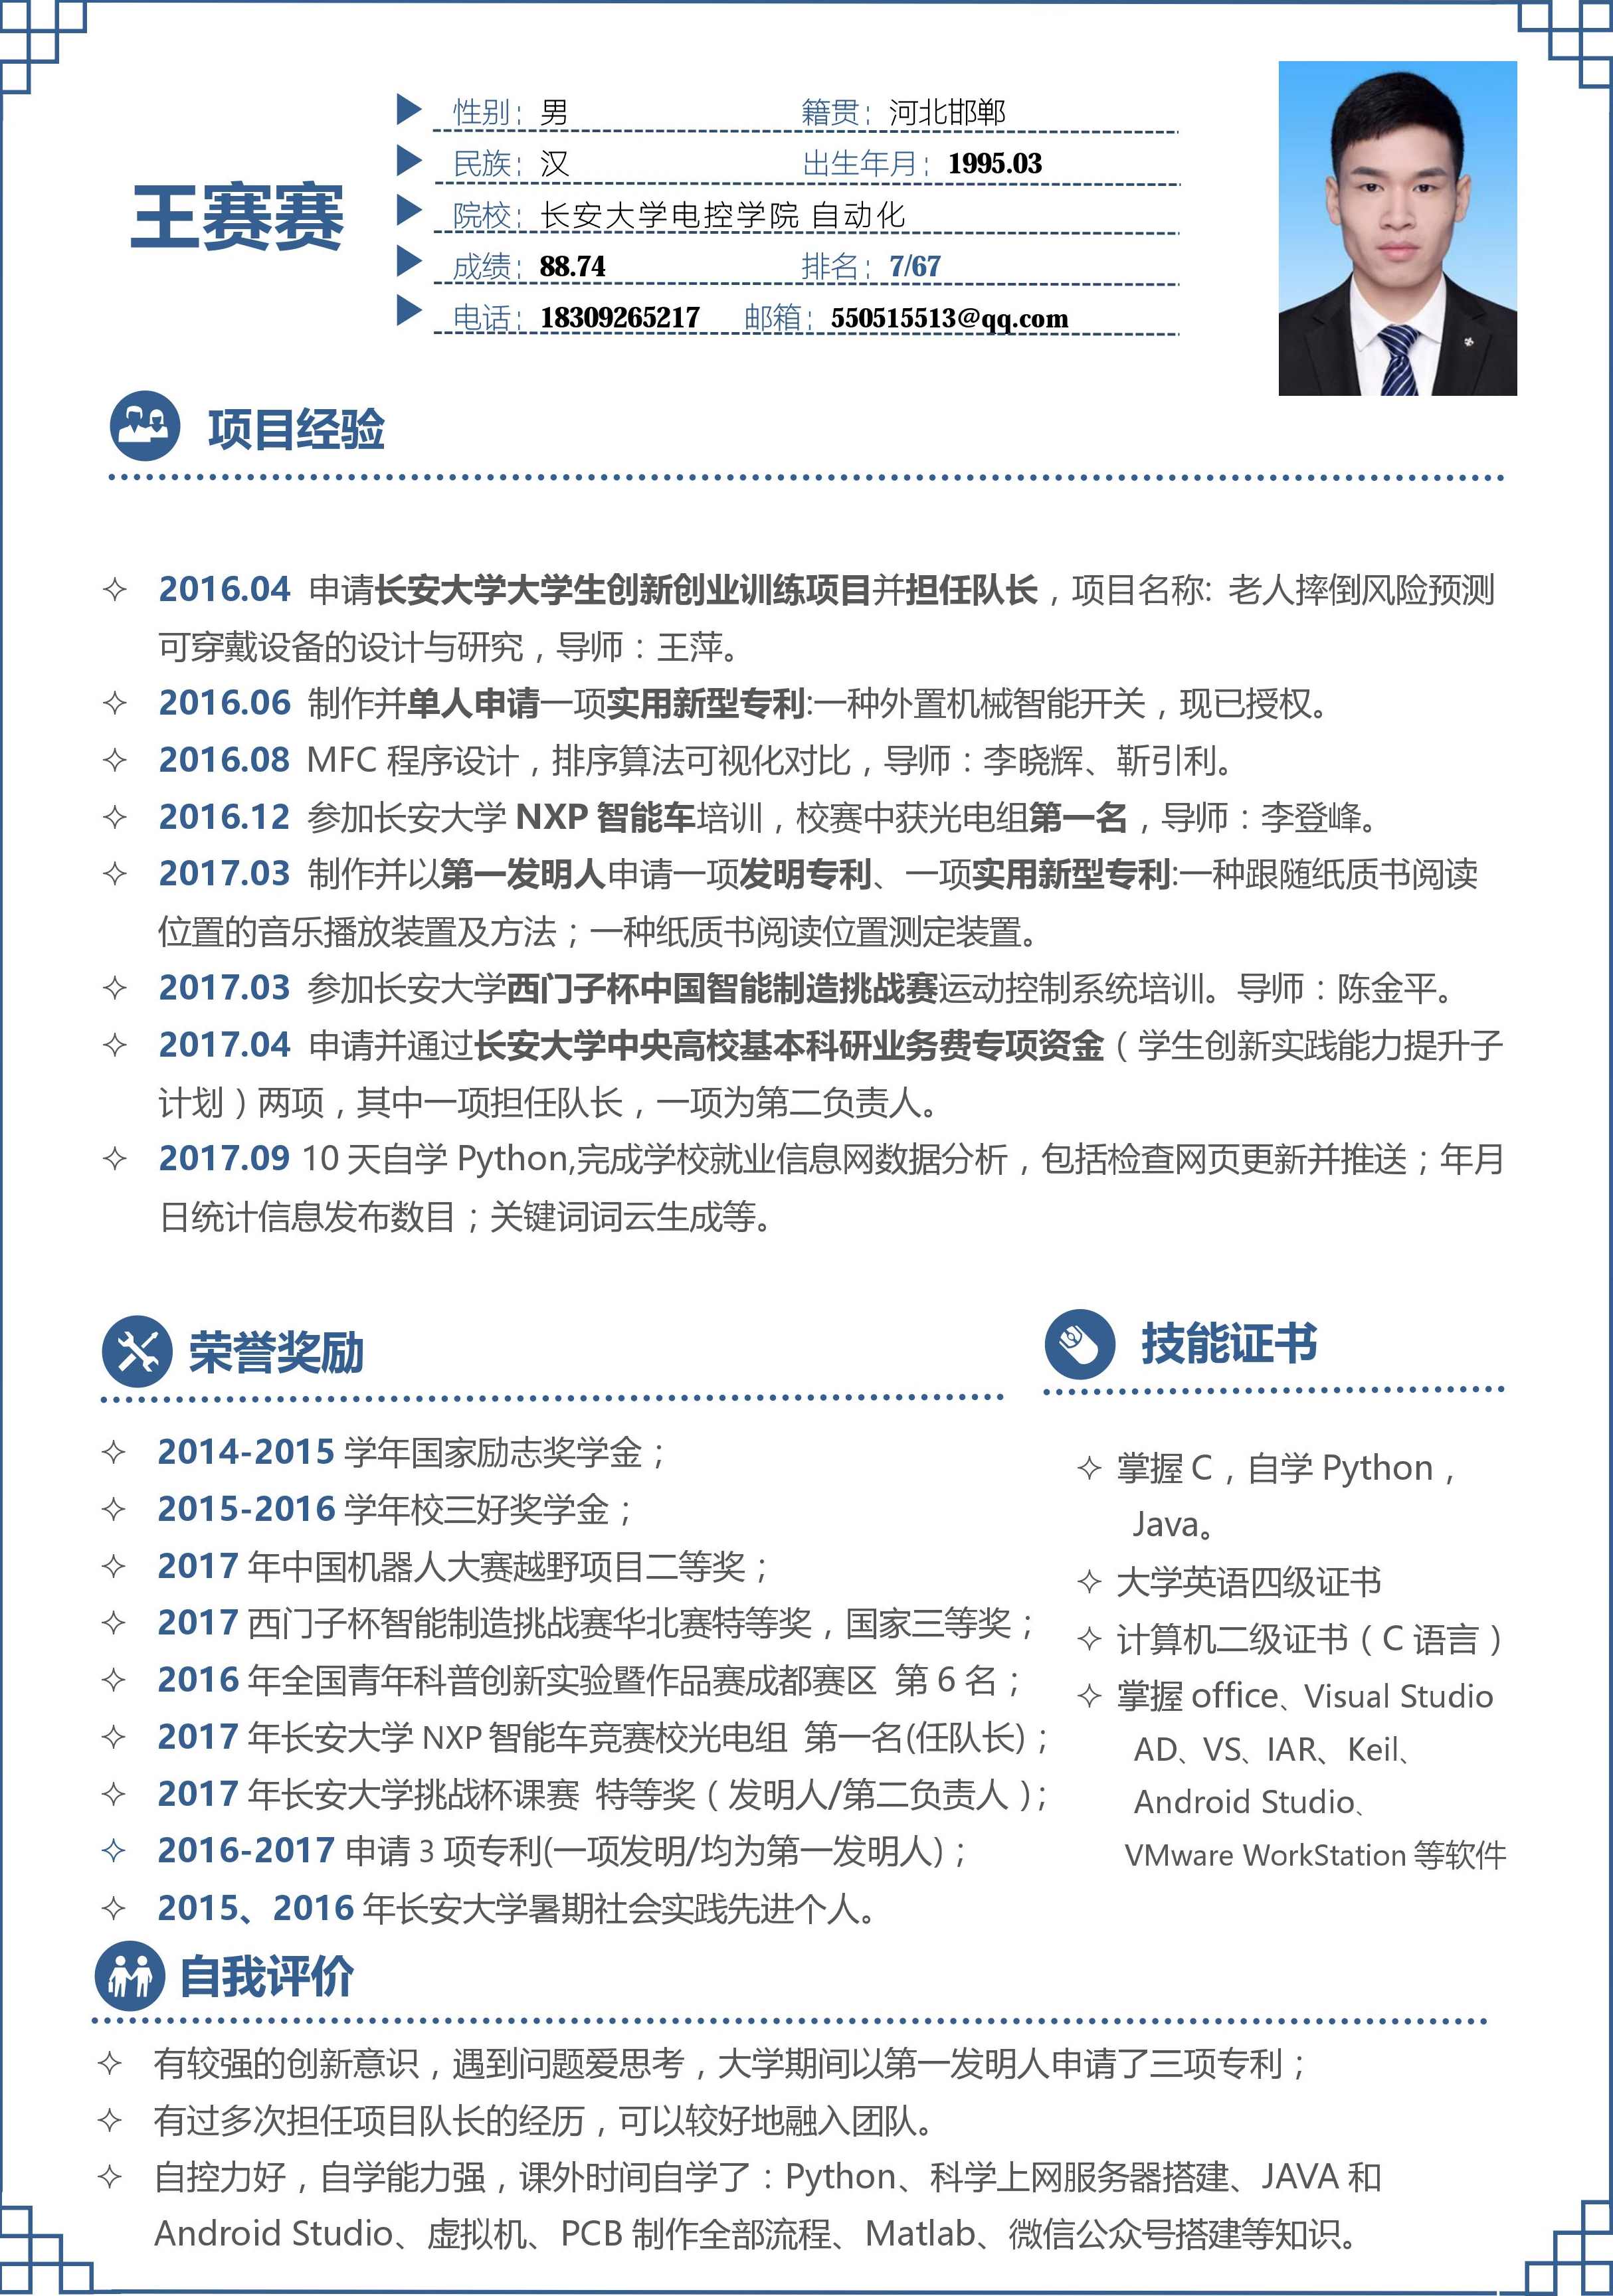 王赛赛
性别：男 籍贯：河北邯郸
民族：汉 出生年月：1995.03
院校：长安大学电控学院 自动化
成绩：88.74 排名：7/67
电话：18309265217 邮箱：550515513@qq.com
项目经验
2016.04 申请长安大学大学生创新创业训练项目并担任队长，项目名称: 老人摔倒风险预测
可穿戴设备的设计与研究，导师：王萍。
2016.06 制作并单人申请一项实用新型专利:一种外置机械智能开关，现已授权。
2016.08 MFC 程序设计，排序算法可视化对比，导师：李晓辉、靳引利。
2016.12 参加长安大学 NXP 智能车培训，校赛中获光电组第一名，导师：李登峰。
2017.03 制作并以第一发明人申请一项发明专利、一项实用新型专利:一种跟随纸质书阅读
位置的音乐播放装置及方法；一种纸质书阅读位置测定装置。
2017.03 参加长安大学西门子杯中国智能制造挑战赛运动控制系统培训。导师：陈金平。
2017.04 申请并通过长安大学中央高校基本科研业务费专项资金（学生创新实践能力提升子
计划）两项，其中一项担任队长，一项为第二负责人。
2017.09 10 天自学 Python,完成学校就业信息网数据分析，包括检查网页更新并推送；年月
日统计信息发布数目；关键词词云生成等。
荣誉奖励
2014-2015 学年国家励志奖学金；
2015-2016 学年校三好奖学金；
2017 年中国机器人大赛越野项目二等奖；
2017 西门子杯智能制造挑战赛华北赛特等奖，国家三等奖；
2016 年全国青年科普创新实验暨作品赛成都赛区 第 6 名；
2017 年长安大学 NXP 智能车竞赛校光电组 第一名(任队长)；
2017 年长安大学挑战杯课赛 特等奖（发明人/第二负责人）；
2016-2017 申请 3 项专利(一项发明/均为第一发明人)；
2015、2016 年长安大学暑期社会实践先进个人。
技能证书
掌握 C，自学 Python，
Java。
大学英语四级证书
计算机二级证书（C 语言）
掌握 office、Visual Studio
AD、VS、IAR、Keil、
Android Studio、
VMware WorkStation 等软件
自我评价
有较强的创新意识，遇到问题爱思考，大学期间以第一发明人申请了三项专利；
有过多次担任项目队长的经历，可以较好地融入团队。
自控力好，自学能力强，课外时间自学了：Python、科学上网服务器搭建、JAVA 和
Android Studio、虚拟机、PCB 制作全部流程、Matlab、微信公众号搭建等知识。